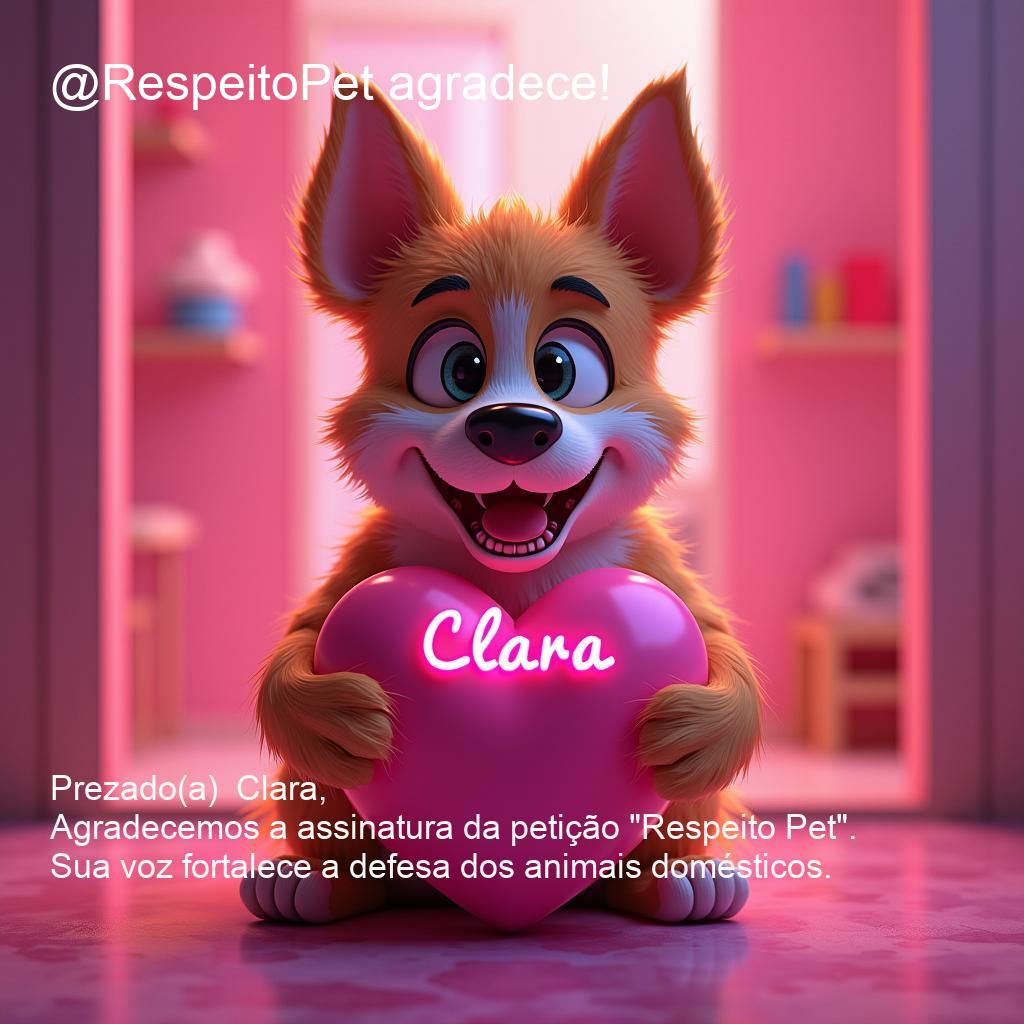 @RespeitoPet agradece!
Clara
Prezado(a)  Clara,
Agradecemos a assinatura da petição "Respeito Pet".
Sua voz fortalece a defesa dos animais domésticos.